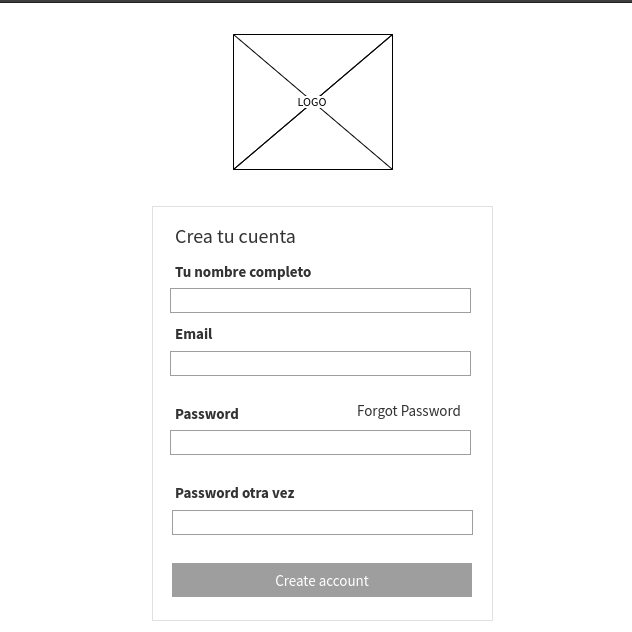 LOGO
Crea tu cuenta
Tu nombre completo
Email
Password
Forgot Password
Password otra vez
Create account